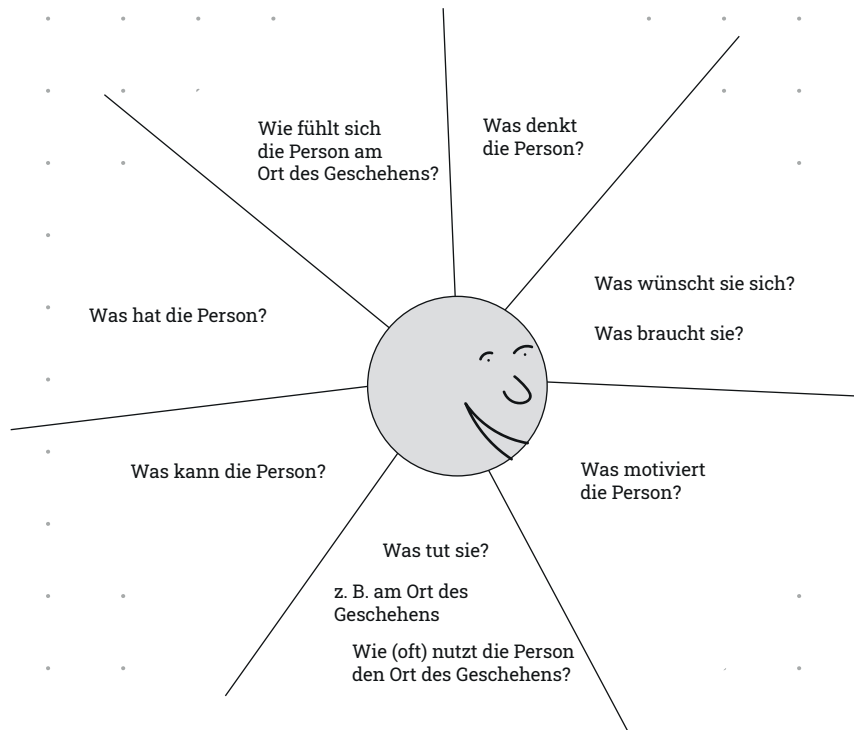 Wie fühlt sich
die Person am
Ort des Geschehens?
Was denkt
die Person?
Was wünscht sie sich?
Was braucht sie?
Was hat die Person?
Was kann die Person?
Was motiviert
die Person?
Was tut sie?
z. B. am Ort des
Geschehens
Wie (oft) nutzt die Person
den Ort des Geschehens?